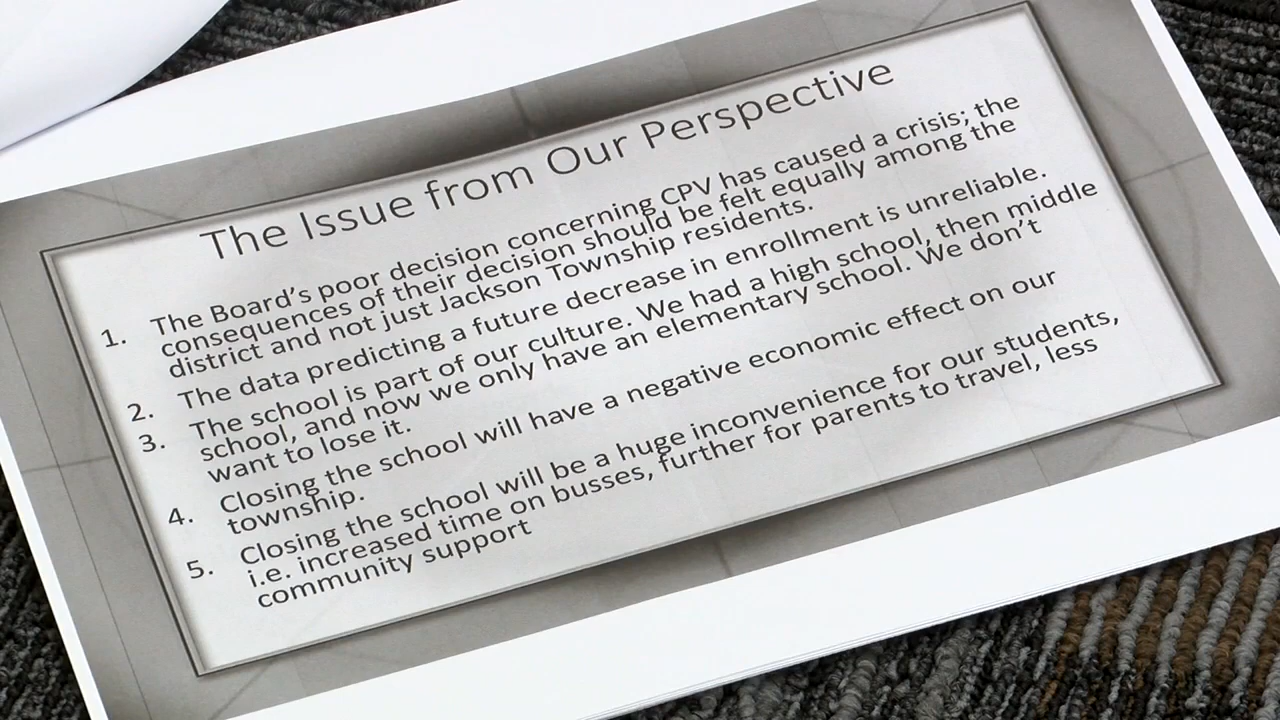 The Issue from Our Perspective
1. The Board's poor decision concerning CPV has caused a crisis; the
consequences of their decision should be felt equally among the
district and not just Jackson Township residents.
2. The data predicting a future decrease in enrollment is unreliable.
3. The school is part of our culture. We had a high school, then middle
school, and now we only have an elementary school. We don't
want to lose it.
4. Closing the school will have a negative economic effect on our
township.
5. Closing the school will be a huge inconvenience for our students,
i.e. increased time on busses, further for parents to travel, less
community support